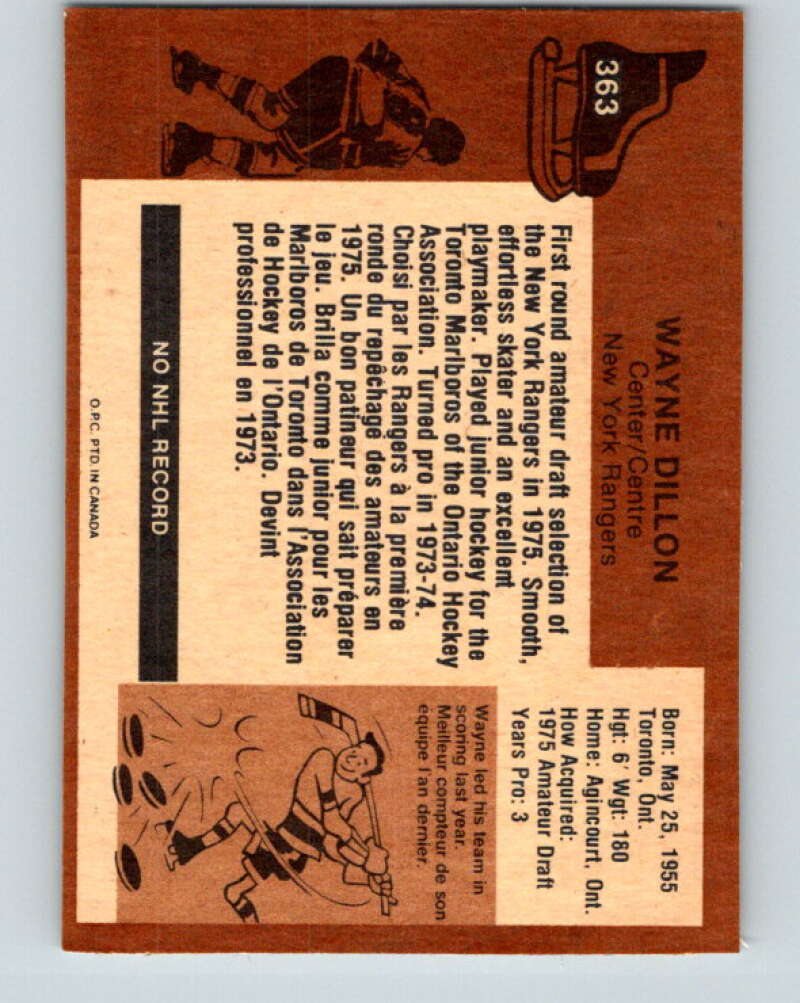 363
WAYNE DILLON
Center/Centre
New York Rangers
First round amateur draft selection of
the New York Rangers in 1975. Smooth,
effortless skater and an excellent
playmaker. Played junior hockey for the
Toronto Marlboros of the Ontario Hockey
Association. Turned pro in 1973-74.
Choisi par les Rangers à la première
ronde du repêchage des amateurs en
1975. Un bon patineur qui sait préparer
le jeu. Brilla comme junior pour les
Marlboros de Toronto dans l'Association
de Hockey de l'Ontario. Devint
professionnel en 1973.
NO NHL RECORD
O.P.C. PTD. IN CANADA
Born: May 25, 1955
Toronto, Ont.
Hgt: 6' Wgt: 180
Home: Agincourt, Ont.
How Acquired:
1975 Amateur Draft
Years Pro: 3
Wayne led his team in
scoring last year.
Meilleur compteur de son
equipe l'an dernier.